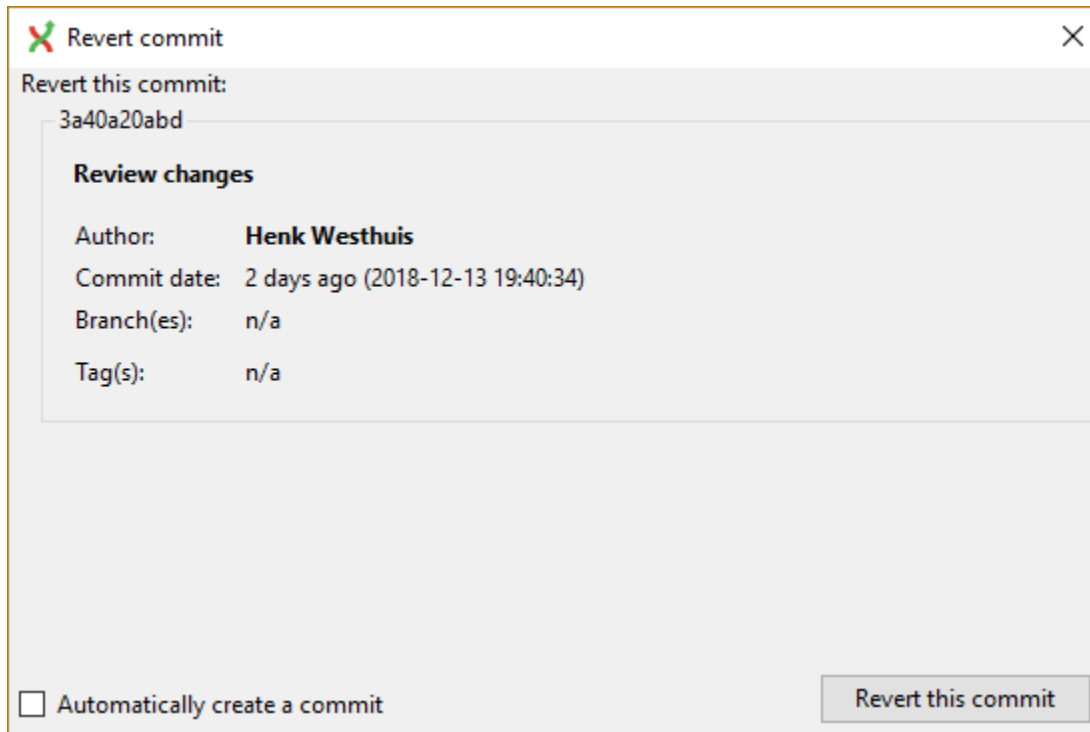 Revert commit
Revert this commit:
3a40a20abd
Review changes
Author: Henk Westhuis
Commit date: 2 days ago (2018-12-13 19:40:34)
Branch(es): n/a
Tag(s): n/a
Automatically create a commit
Revert this commit